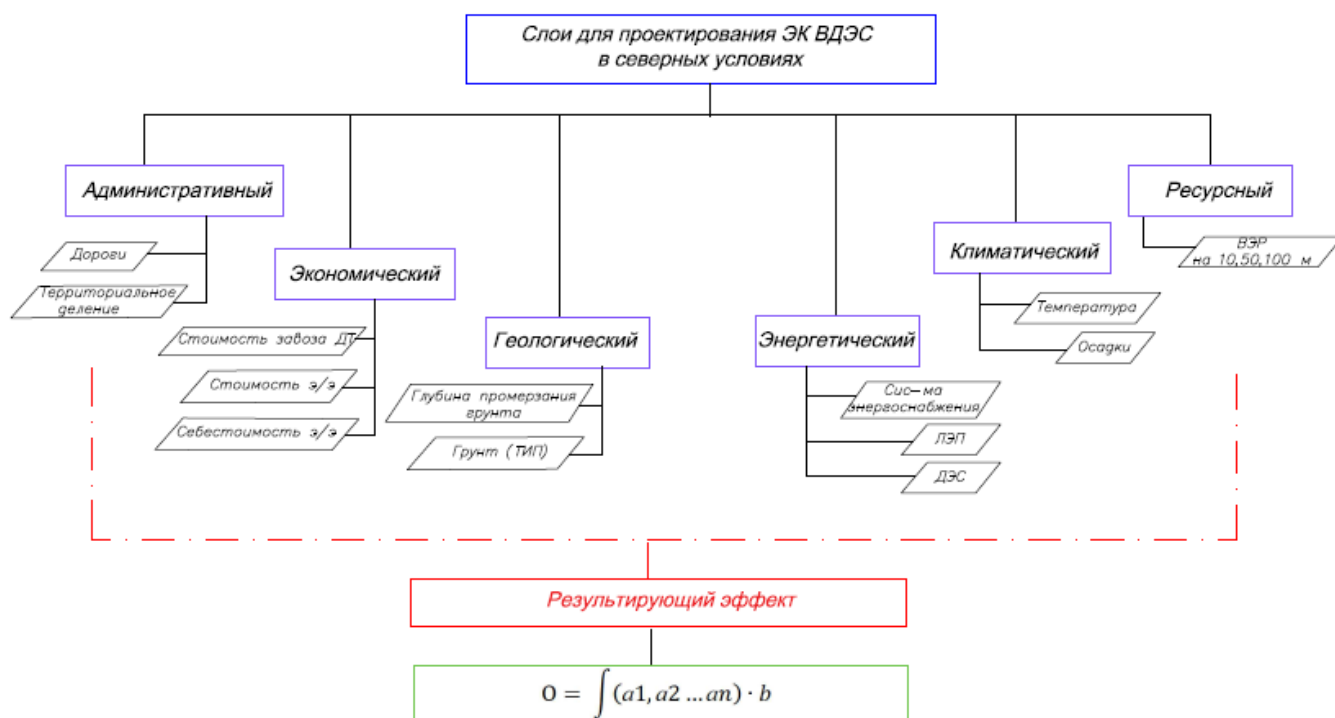 Слои для проектирования ЭК ВДЭС
в северных условиях
Административный
Дороги
Территориальное
деление
Экономический
Стоимость завоза ДТ
Стоимость э/э
Себестоимость э/э
Геологический
Глубина промерзания
грунта
Грунт (ТИП)
Энергетический
Сис-ма
энергоснабжения
ЛЭП
ДЭС
Климатический
Температура
Осадки
Ресурсный
ВЭР
на 10,50,100 м
Результирующий эффект
O = ∫(a1, a2 ... an) · b